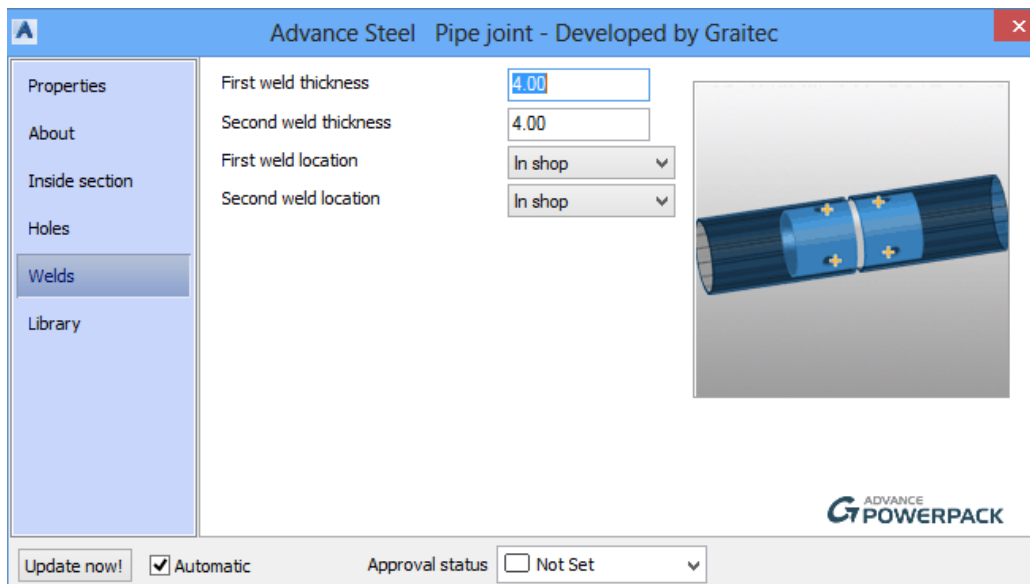 Advance Steel   Pipe joint - Developed by Graitec
Properties
About
Inside section
Holes
Welds
Library
First weld thickness 4.00
Second weld thickness 4.00
First weld location In shop
Second weld location In shop
ADVANCE
POWERPACK
Update now! Automatic Approval status Not Set